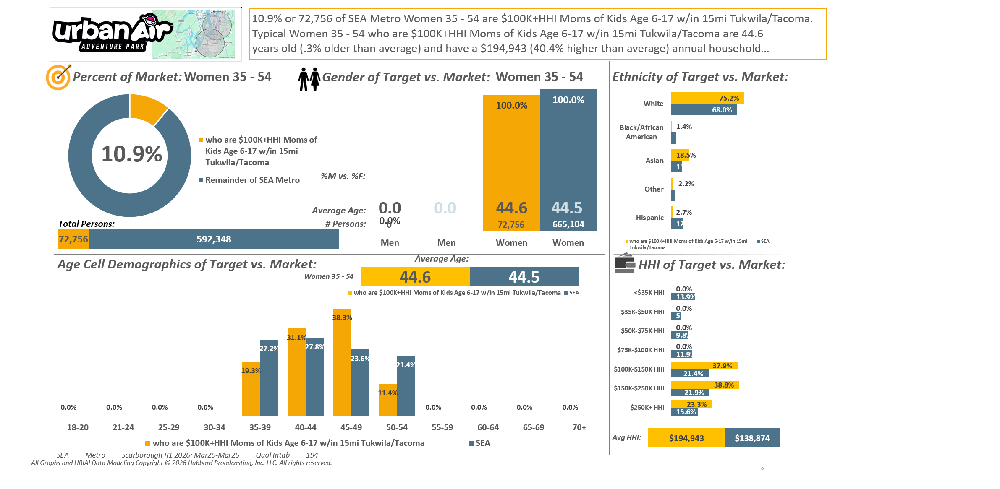 urbanAir
ADVENTURE PARK
10.9% or 72,756 of SEA Metro Women 35 - 54 are $100K+HHI Moms of Kids Age 6-17 w/in 15mi Tukwila/Tacoma.
Typical Women 35 - 54 who are $100K+HHI Moms of Kids Age 6-17 w/in 15mi Tukwila/Tacoma are 44.6
years old (.3% older than average) and have a $194,943 (40.4% higher than average) annual household...
Percent of Market: Women 35 - 54
10.9%
who are $100K+HHI Moms of
Kids Age 6-17 w/in 15mi
Tukwila/Tacoma
Remainder of SEA Metro
Total Persons:
72,756 592,348
Gender of Target vs. Market: Women 35 - 54
100.0% 100.0%
%M vs. %F:
Average Age: 0.0 0.0 44.6 44.5
0.0%
# Persons: 0 72,756 665,104
Men Men Women Women
Ethnicity of Target vs. Market:
White 75.2%
68.0%
Black/African
American
1.4%
Asian 18.5%
11
Other 2.2%
Hispanic 2.7%
12
who are $100K+HHI Moms of Kids Age 6-17 w/in 15mi
Tukwila/Tacoma
SEA
Age Cell Demographics of Target vs. Market:
Average Age:
Women 35 - 54 44.6 44.5
who are $100K+HHI Moms of Kids Age 6-17 w/in 15mi Tukwila/Tacoma SEA
0.0% 0.0% 0.0% 0.0% 19.3% 27.2% 31.1% 27.8% 38.3% 23.6% 11.4% 21.4% 0.0% 0.0% 0.0% 0.0%
18-20 21-24 25-29 30-34 35-39 40-44 45-49 50-54 55-59 60-64 65-69 70+
who are $100K+HHI Moms of Kids Age 6-17 w/in 15mi Tukwila/Tacoma SEA
HHI of Target vs. Market:
<$35K HHI 0.0%
13.9%
$35K-$50K HHI 0.0%
5.
$50K-$75K HHI 0.0%
9.8%
$75K-$100K HHI 0.0%
11.9%
$100K-$150K HHI 37.9%
21.4%
$150K-$250K HHI 38.8%
21.9%
$250K+ HHI 23.3%
15.6%
Avg HHI: $194,943 $138,874
SEA Metro Scarborough R1 2026: Mar25-Mar26 Qual Intab 194
All Graphs and HBIAI Data Modeling Copyright © 2026 Hubbard Broadcasting, Inc. LLC. All rights reserved.
©